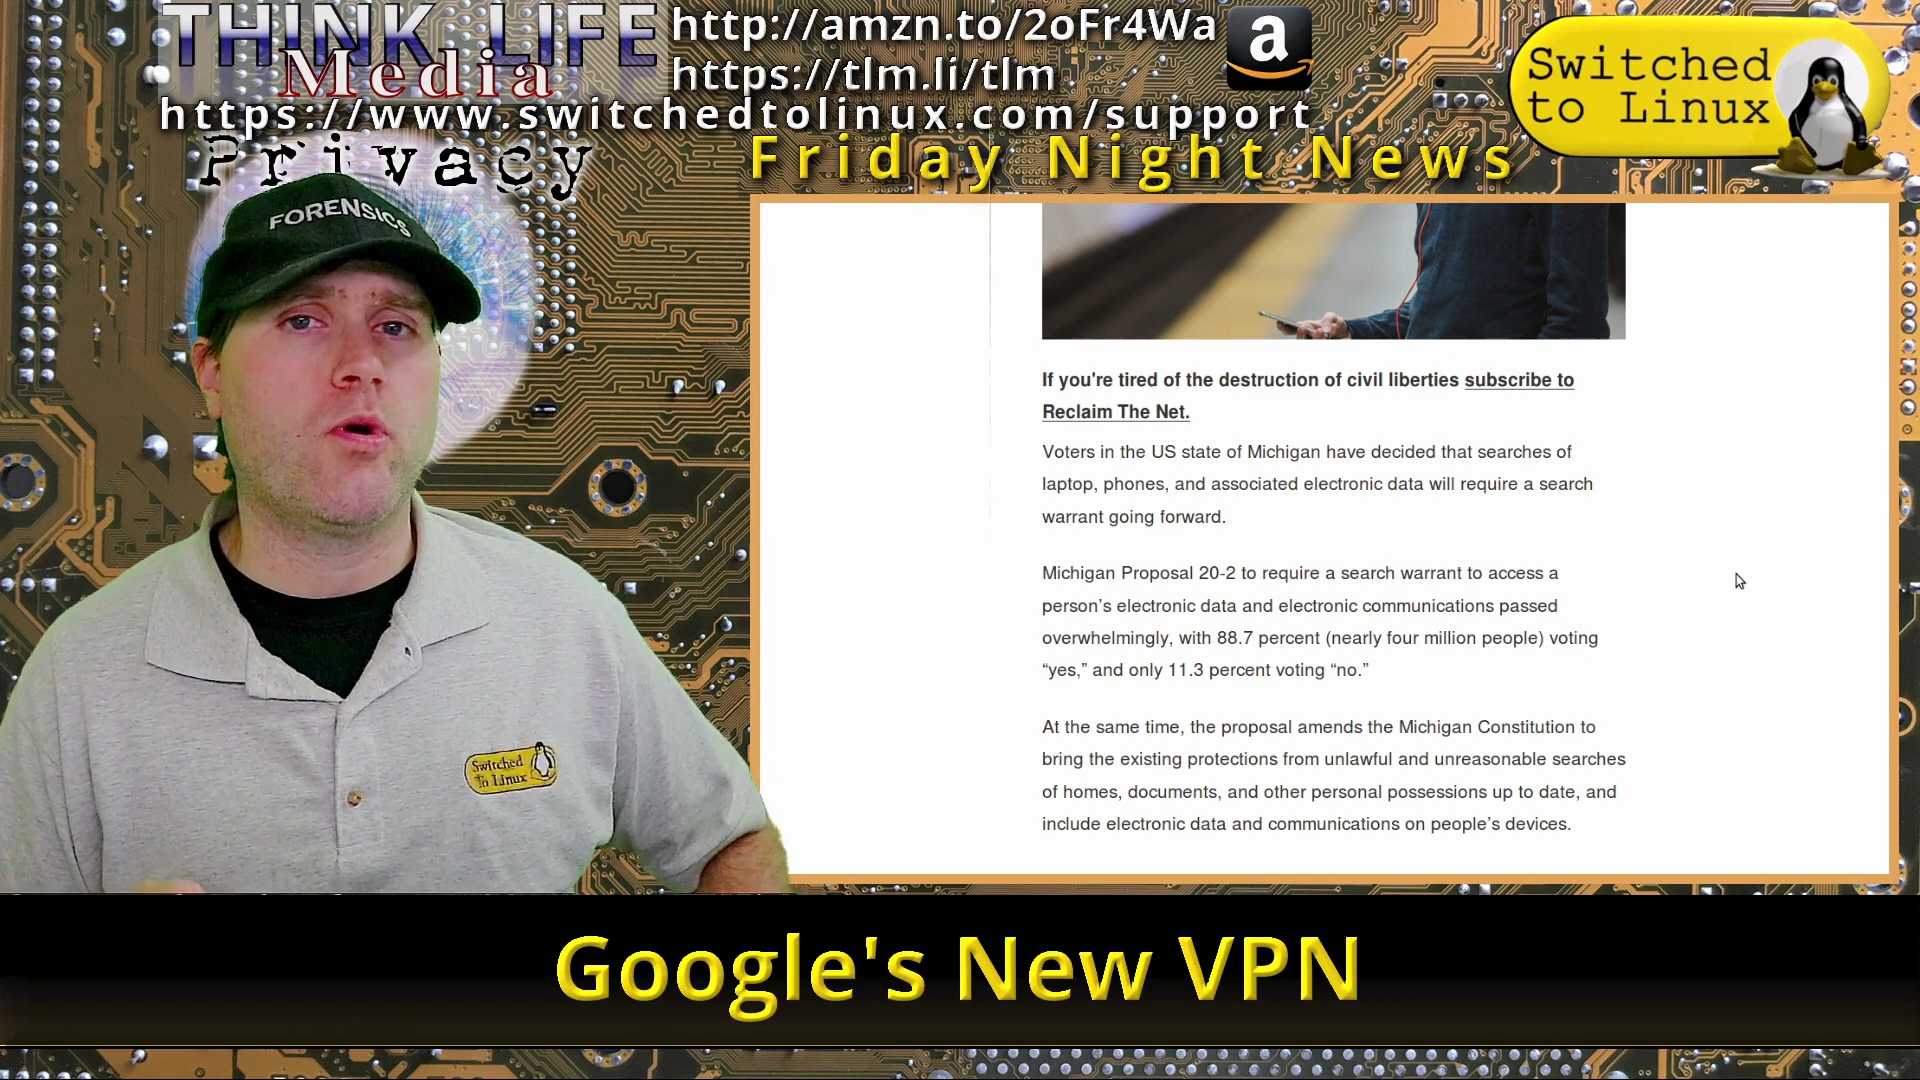 THINK LIFE
Media
http://amzn.to/2oFr4Wa
https://tlm.li/tlm
https://www.switchedtolinux.com/support
a
Switched
to Linux
Privacy
Friday Night News
FORENSICS
If you're tired of the destruction of civil liberties subscribe to
Reclaim The Net.
Voters in the US state of Michigan have decided that searches of
laptop, phones, and associated electronic data will require a search
warrant going forward.
Michigan Proposal 20-2 to require a search warrant to access a
person’s electronic data and electronic communications passed
overwhelmingly, with 88.7 percent (nearly four million people) voting
“yes,” and only 11.3 percent voting “no.”
At the same time, the proposal amends the Michigan Constitution to
bring the existing protections from unlawful and unreasonable searches
of homes, documents, and other personal possessions up to date, and
include electronic data and communications on people’s devices.
Switched
To Linux
Google's New VPN